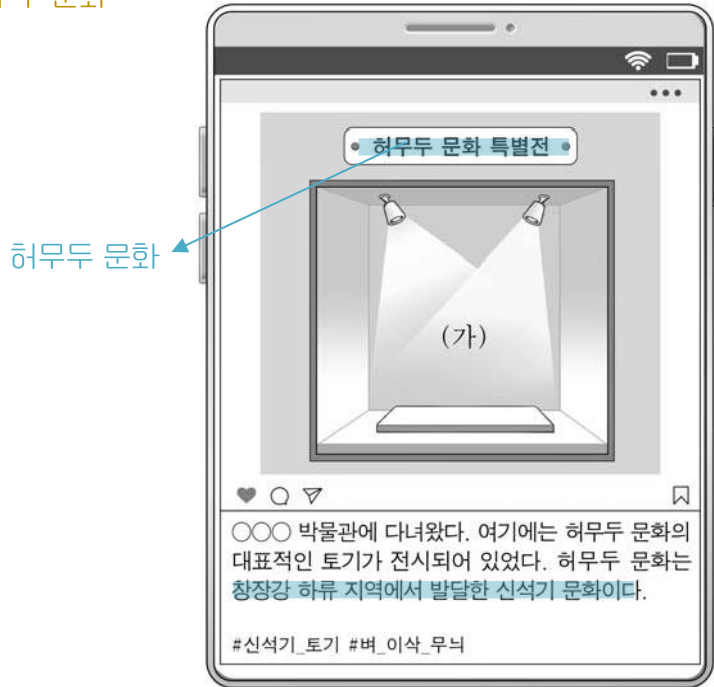 문화
허무두 문화 특별전
허무두 문화
(가)
○○○ 박물관에 다녀왔다. 여기에는 허무두 문화의
대표적인 토기가 전시되어 있었다. 허무두 문화는
창장강 하류 지역에서 발달한 신석기 문화이다.
#신석기_토기 #벼_이삭_무늬